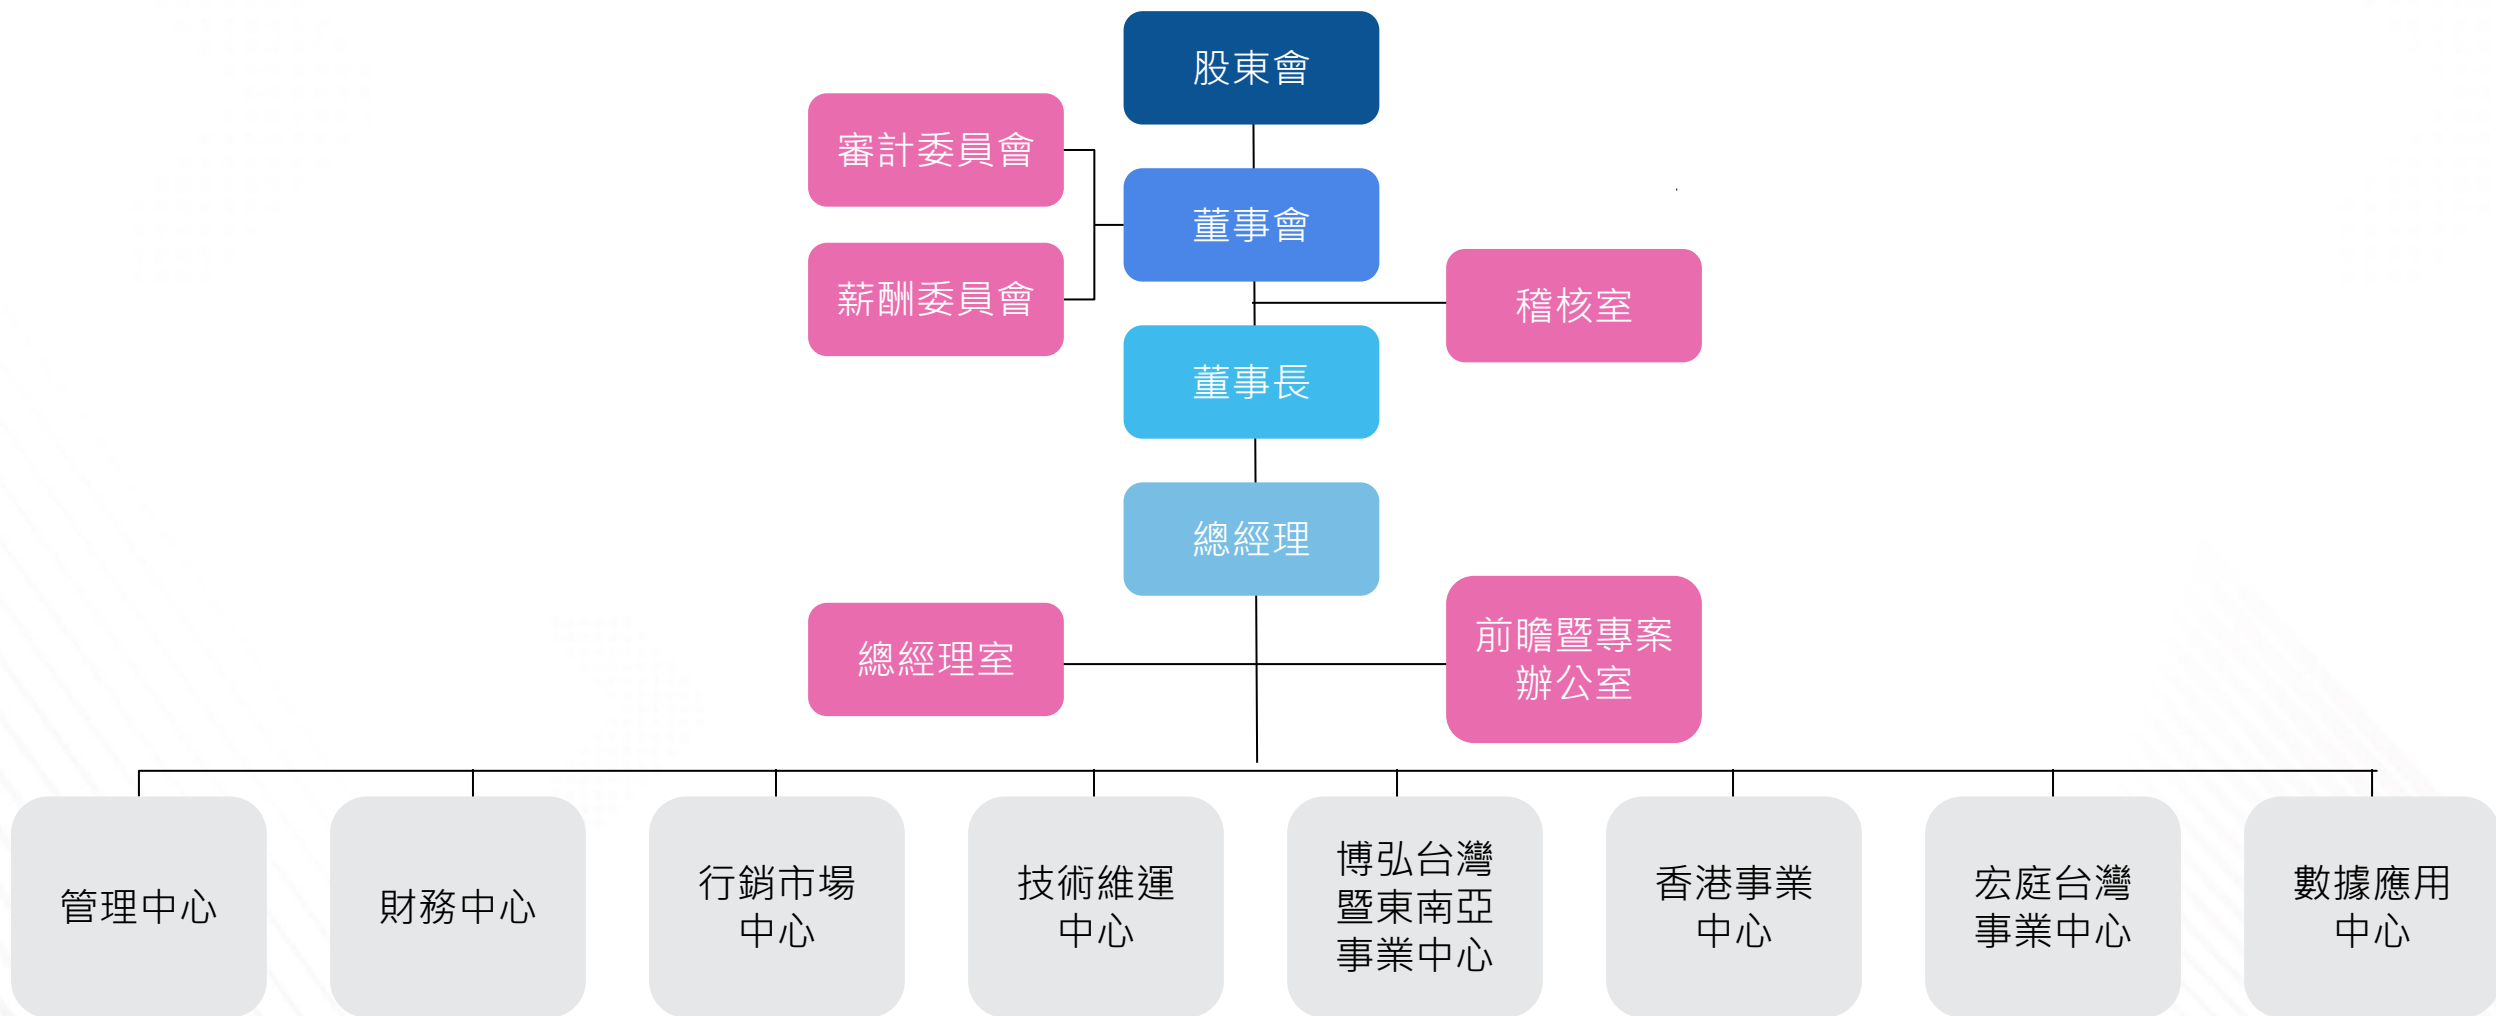 股東會
審計委員會
董事會
薪酬委員會
稽核室
董事長
總經理
總經理室
前瞻暨專案
辦公室
管理中心
財務中心
行銷市場
中心
技術維運
中心
博弘台灣
暨東南亞
事業中心
香港事業
中心
宏庭台灣
事業中心
數據應用
中心